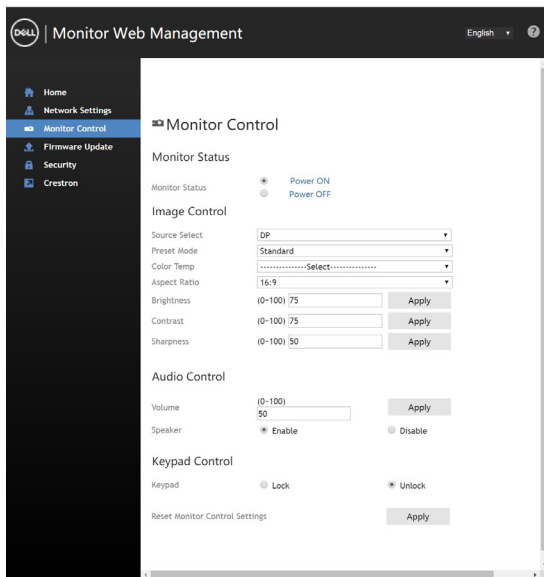 DELL | Monitor Web Management
English
?
Home
Network Settings
Monitor Control
Firmware Update
Security
Crestron
Monitor Control
Monitor Status
Monitor Status Power ON
Power OFF
Image Control
Source Select DP
Preset Mode Standard
Color Temp ---------------Select---------------
Aspect Ratio 16:9
Brightness (0~100) 75 Apply
Contrast (0~100) 75 Apply
Sharpness (0~100) 50 Apply
Audio Control
(0~100)
Volume 50 Apply
Speaker Enable Disable
Keypad Control
Keypad Lock Unlock
Reset Monitor Control Settings Apply